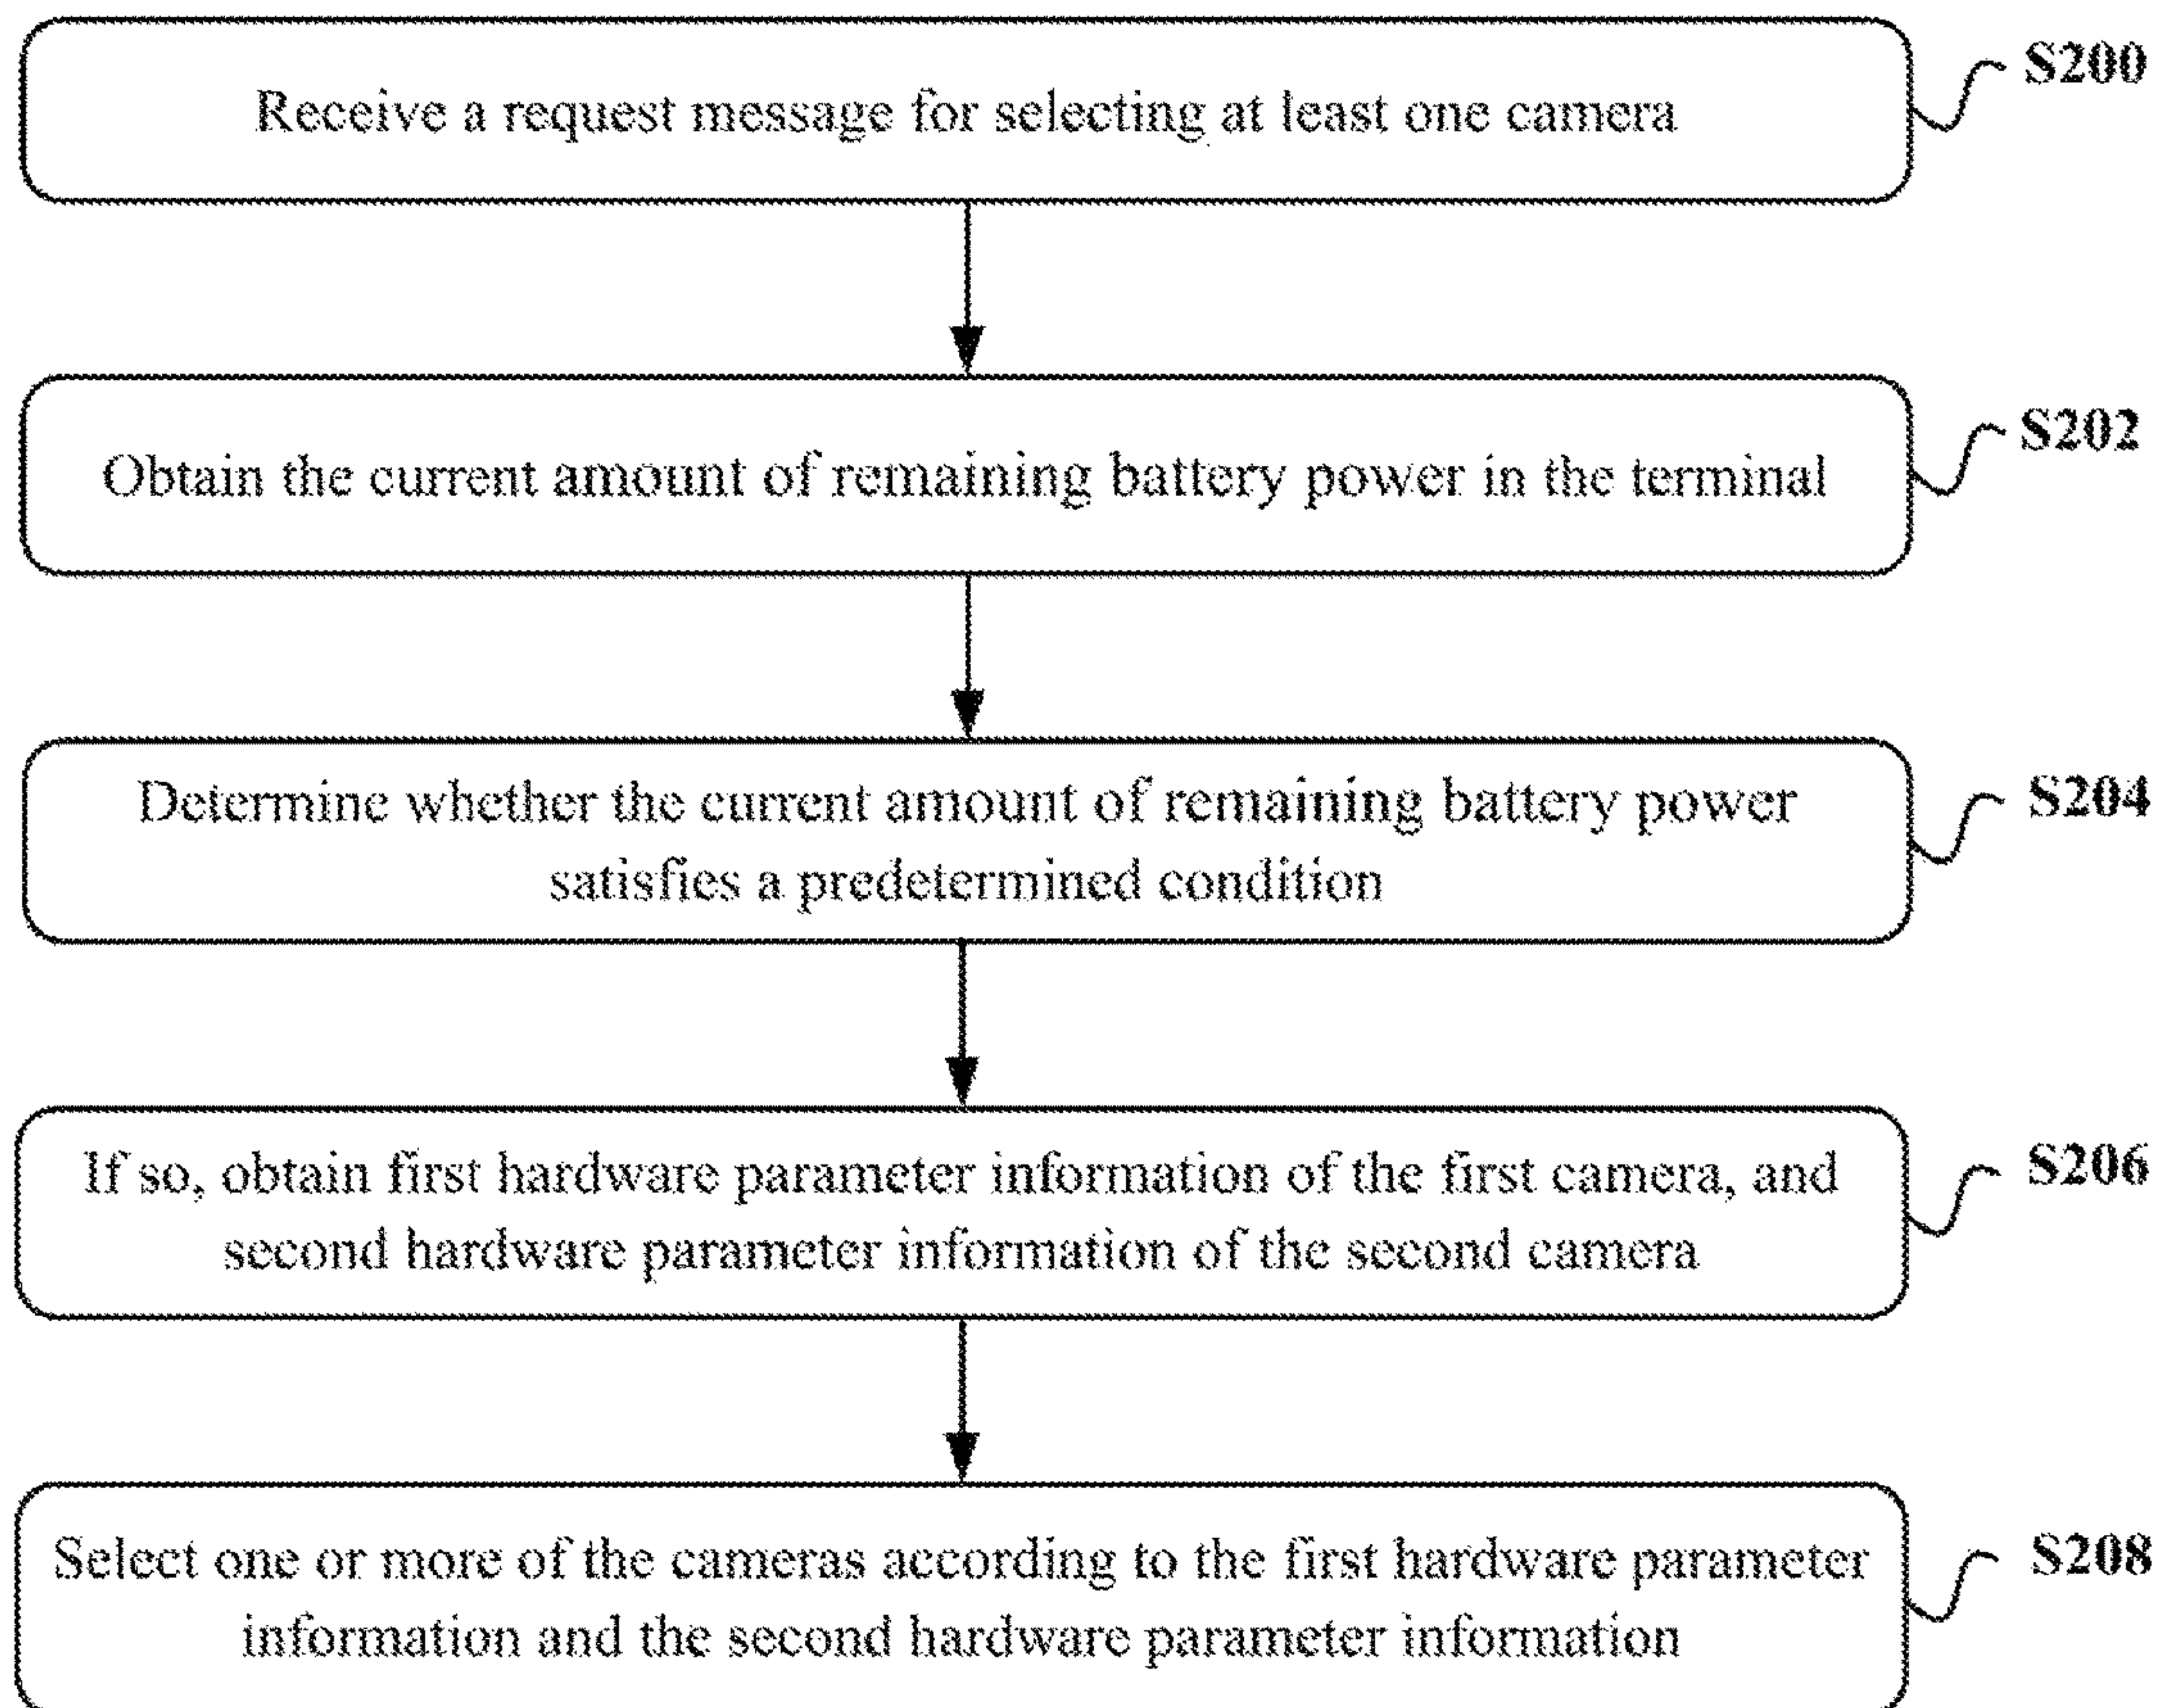 Receive a request message for selecting at least one camera
S200
Obtain the current amount of remaining battery power in the terminal
S202
Determine whether the current amount of remaining battery power
satisfies a predetermined condition
S204
If so, obtain first hardware parameter information of the first camera, and
second hardware parameter information of the second camera
S206
Select one or more of the cameras according to the first hardware parameter
information and the second hardware parameter information
S208